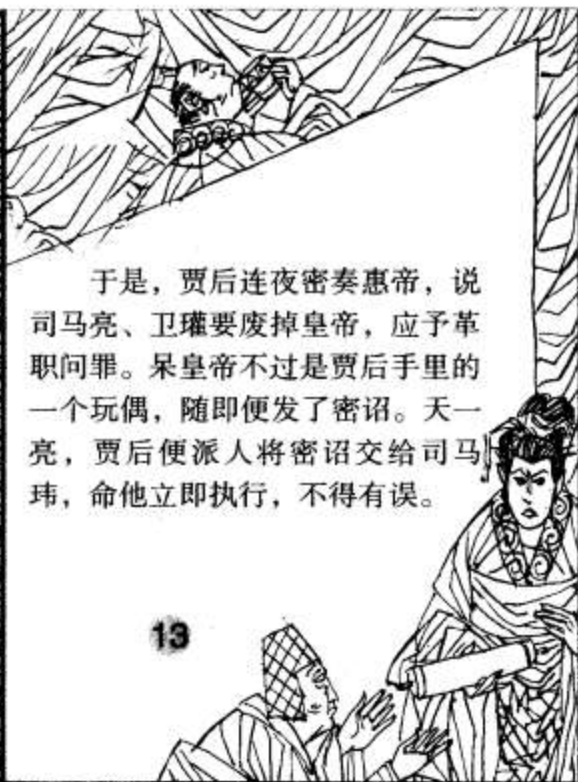 于是，贾后连夜密奏惠帝，说
司马亮、卫瓘要废掉皇帝，应予革
职问罪。呆皇帝不过是贾后手里的
一个玩偶，随即便发了密诏。天一
亮，贾后便派人将密诏交给司马
玮，命他立即执行，不得有误。
13